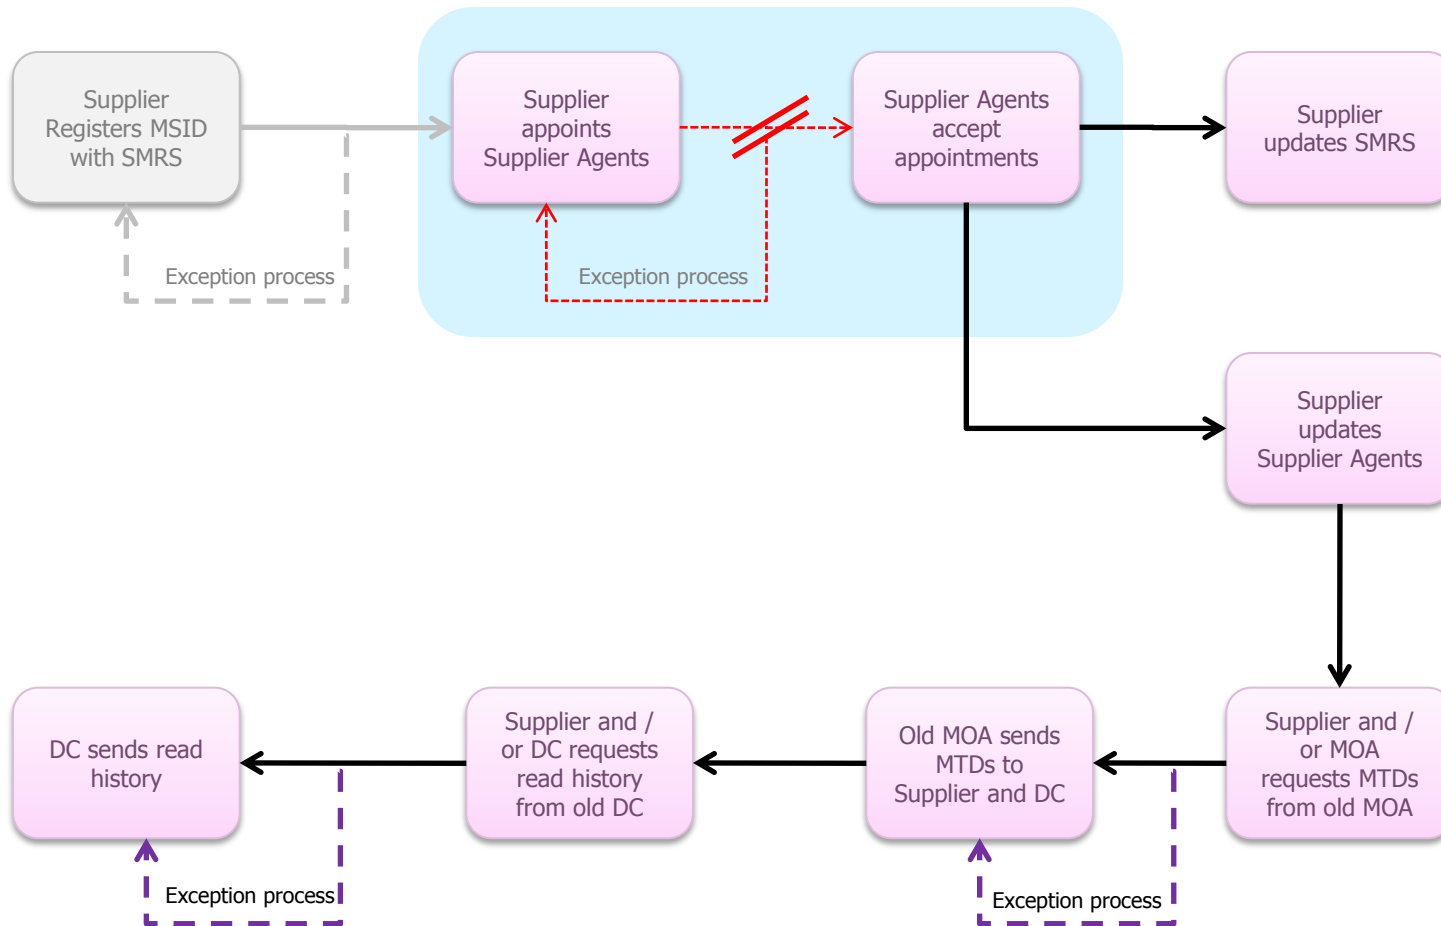 Supplier
Registers MSID
with SMRS
Supplier
appoints
Supplier Agents
Supplier Agents
accept
appointments
Supplier
updates SMRS
Exception process
Exception process
Supplier
updates
Supplier Agents
DC sends read
history
Supplier and /
or DC requests
read history
from old DC
Old MOA sends
MTDs to
Supplier and DC
Supplier and /
or MOA
requests MTDs
from old MOA
Exception process
Exception process